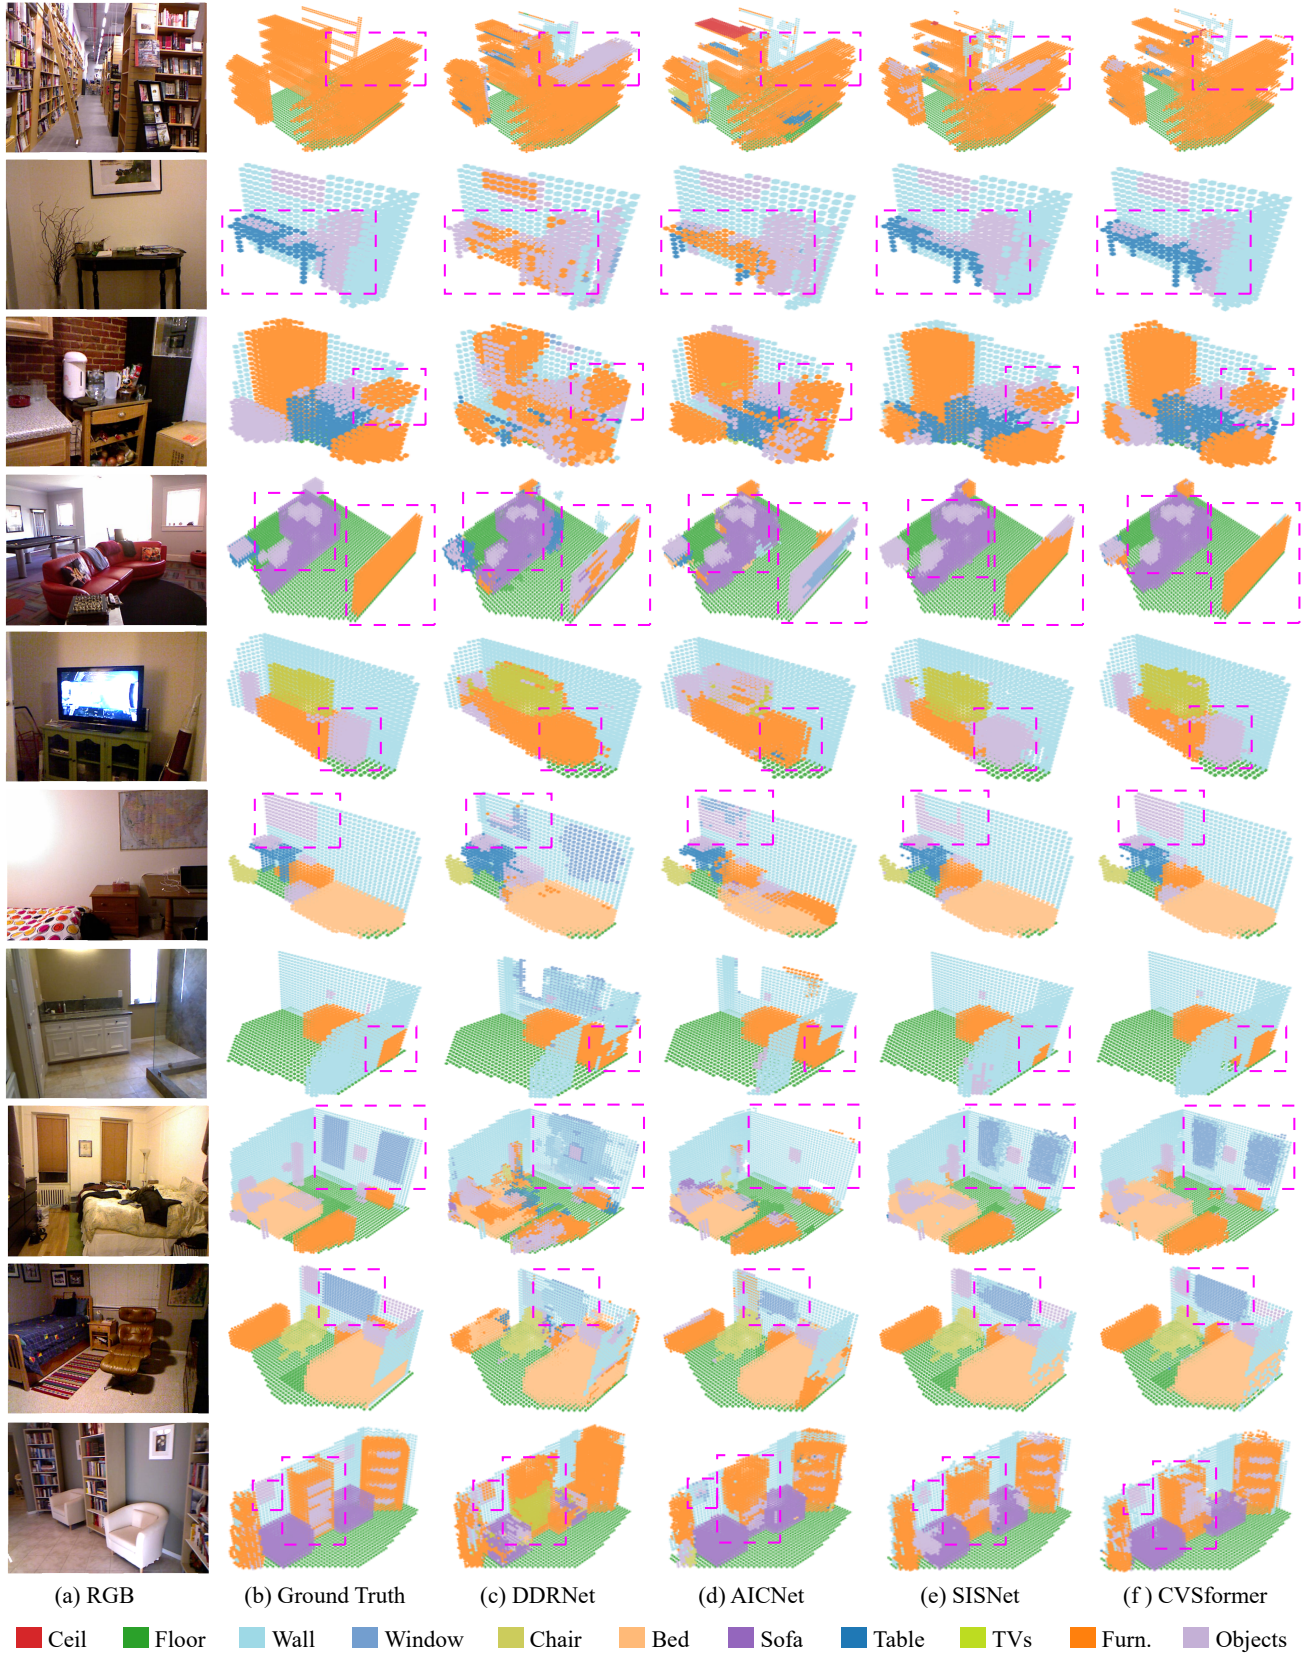 (a) RGB (b) Ground Truth (c) DDRNet (d) AICNet (e) SISNet (f ) CVSformer
Ceil Floor Wall Window Chair Bed Sofa Table TVs Furn. Objects